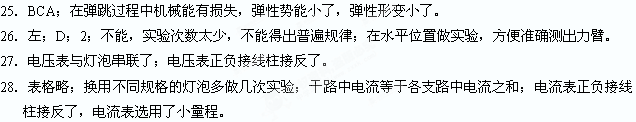 25．BCA；在弹跳过程中机械能有损失，弹性势能小了，弹性形变小了。
26．左；D；2；不能，实验次数太少，不能得出普遍规律；在水平位置做实验，方便准确测出力臂。
27．电压表与灯泡串联了；电压表正负接线柱接反了。
28．表格略；换用不同规格的灯泡多做几次实验；干路中电流等于各支路中电流之和；电流表正负接线
柱接反了，电流表选用了小量程。